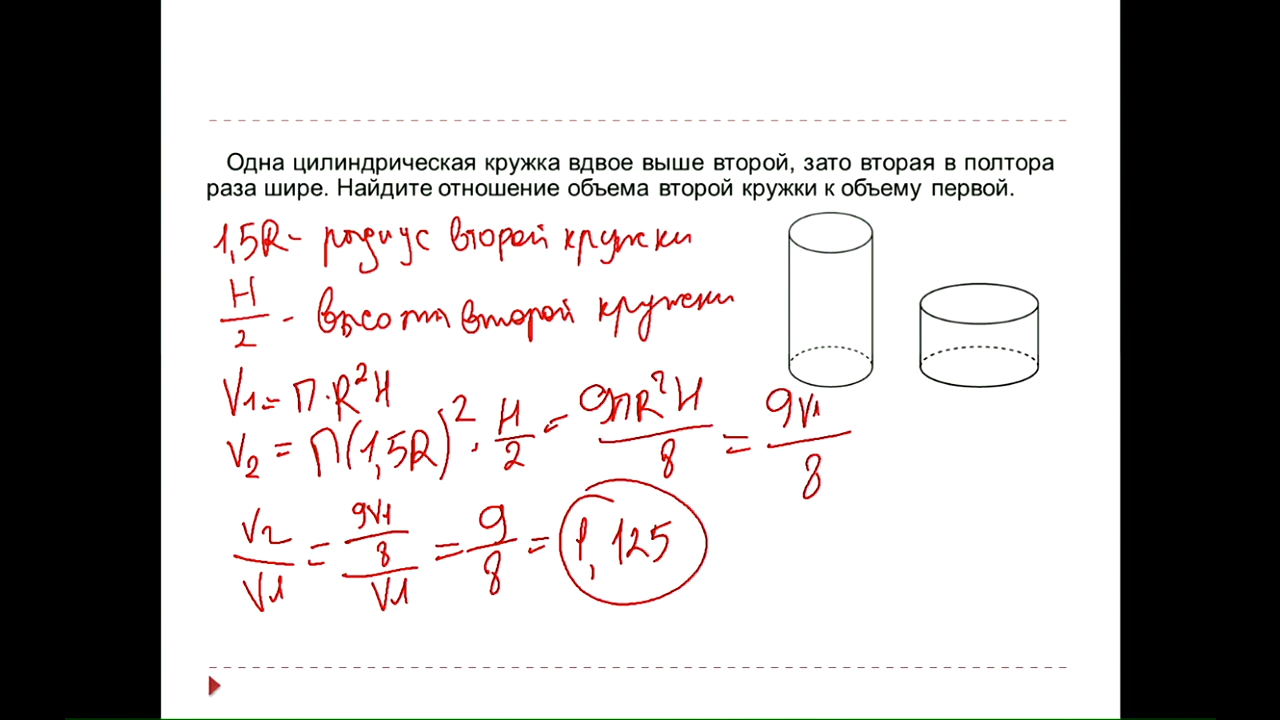 Одна цилиндрическая кружка вдвое выше второй, зато вторая в полтора
раза шире. Найдите отношение объема второй кружки к объему первой.
1,5R - радиус второй кружки
H/2 - высота второй кружки
V1 = П·R²H
V2 = П(1,5R)²·H/2 = 9ПR²H/8 = 9V1/8
V2/V1 = (9V1/8)/V1 = 9/8 = 1,125